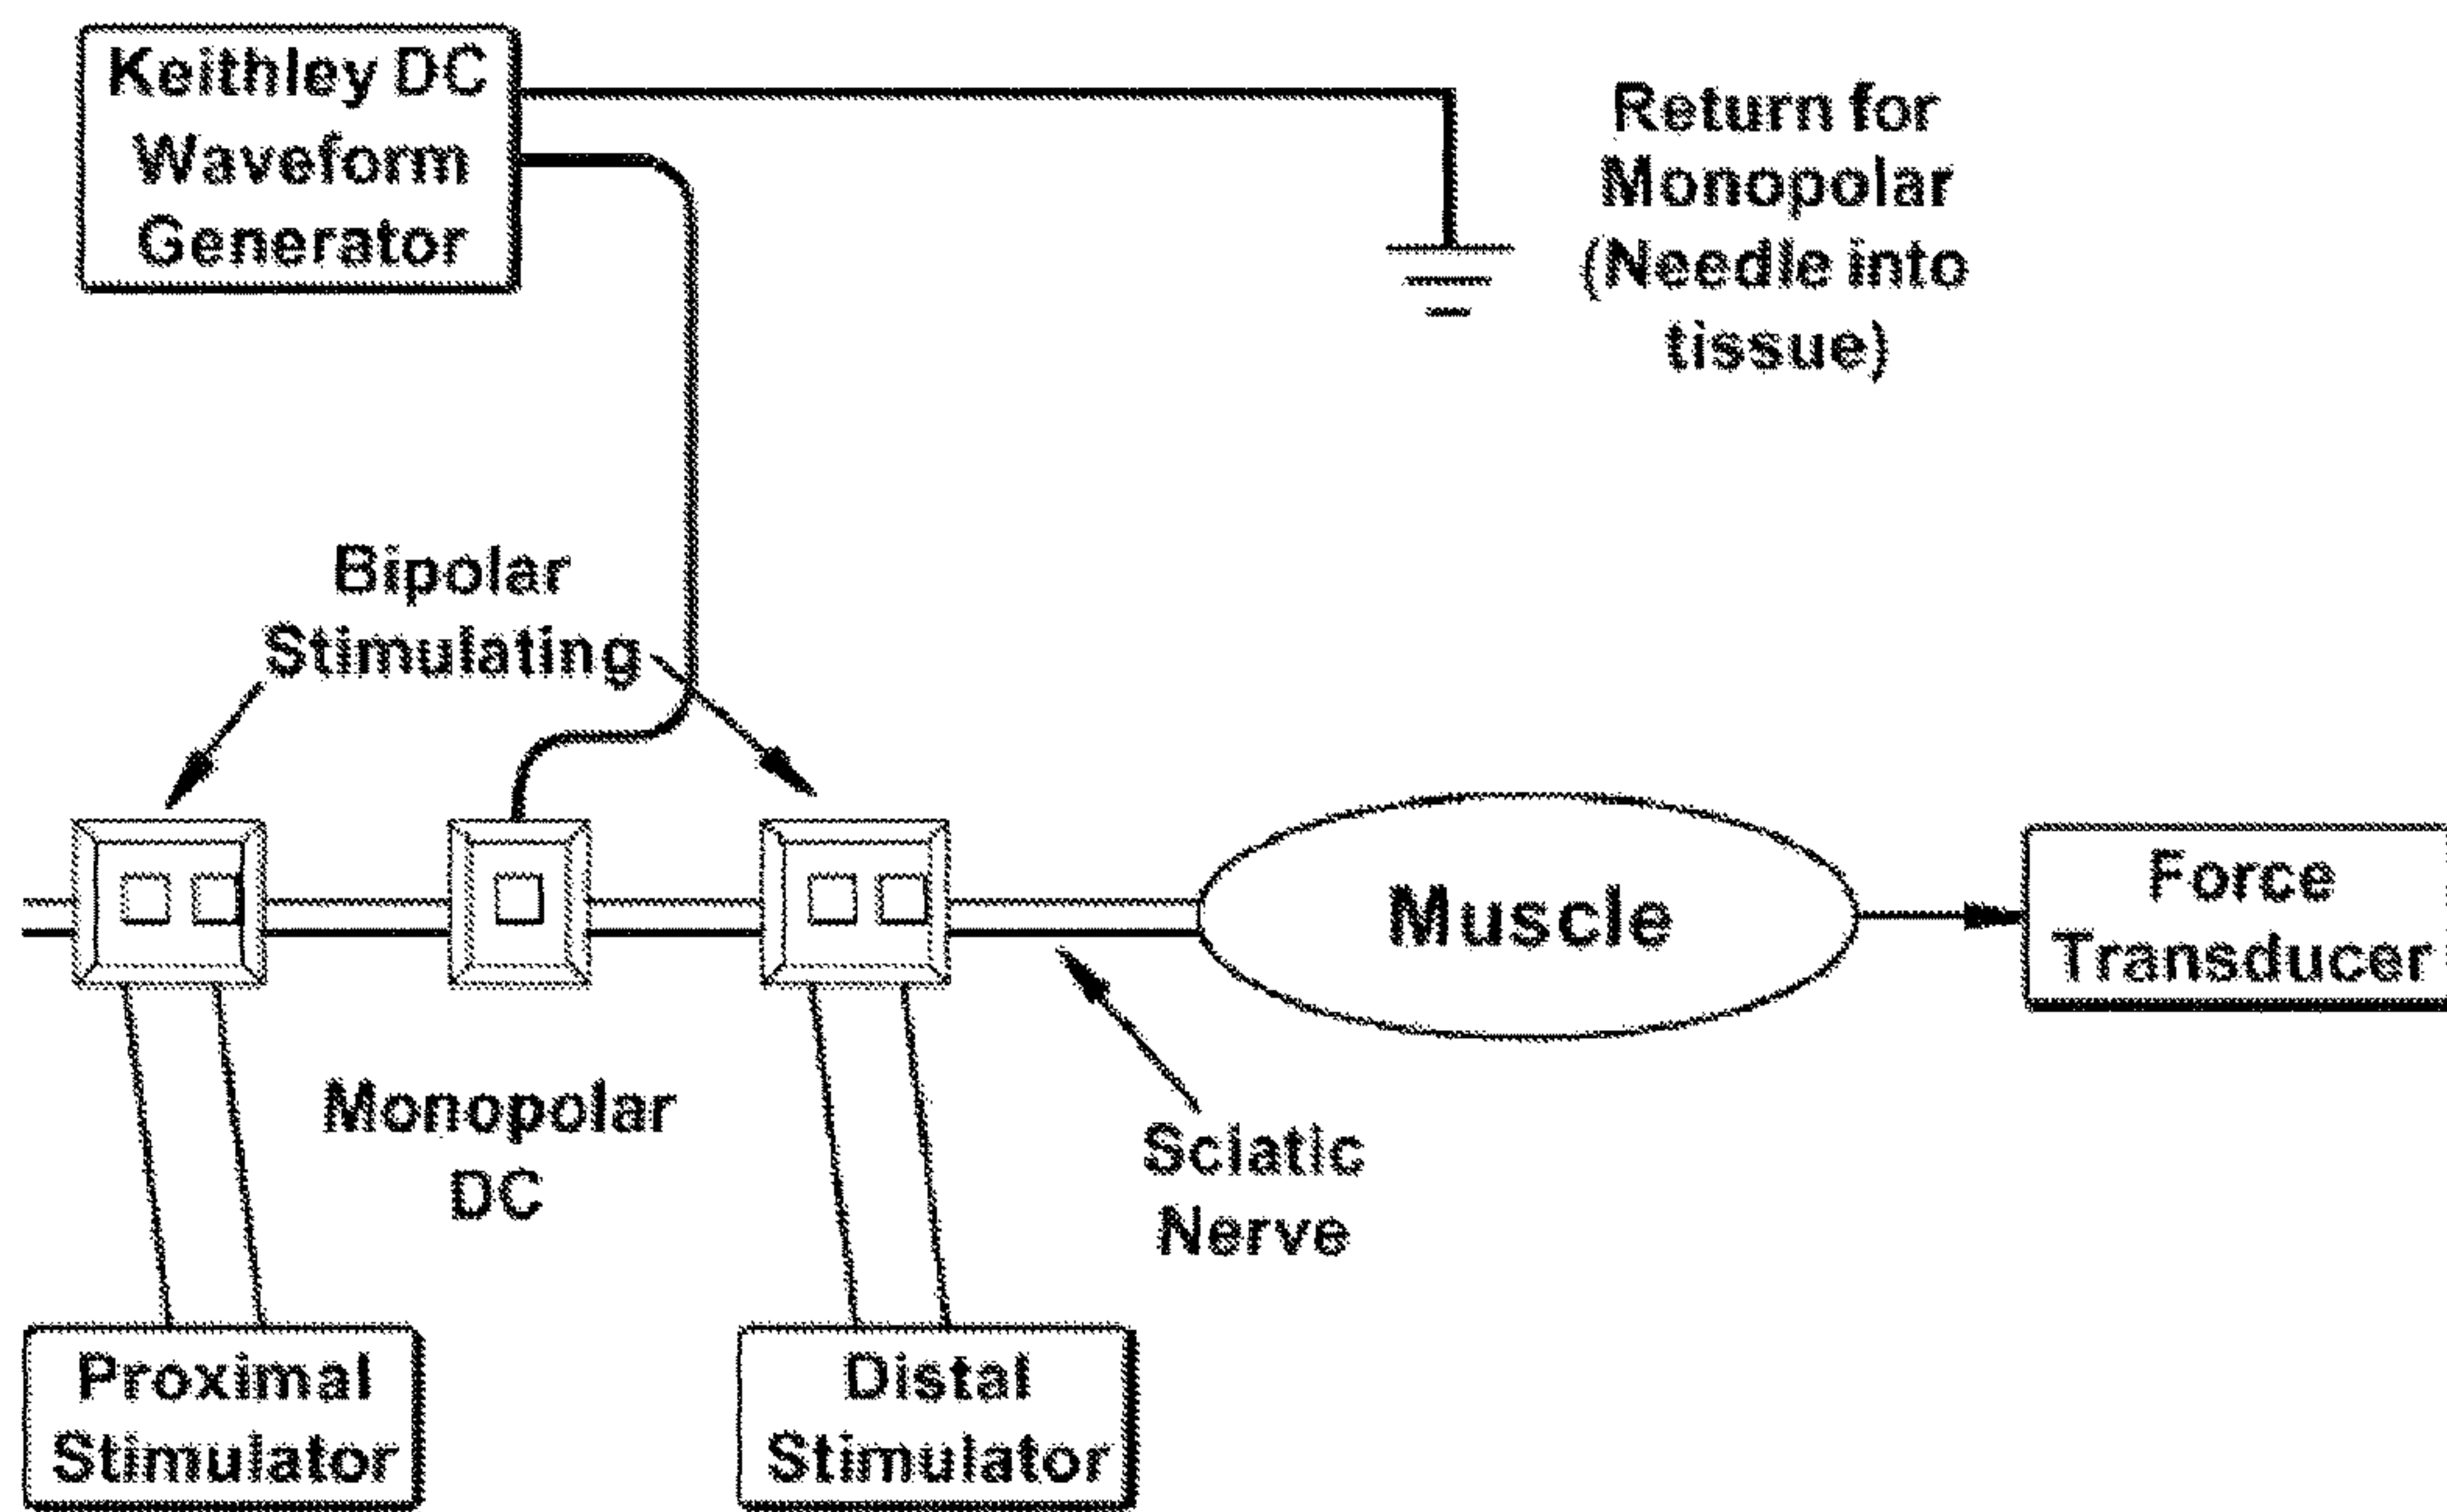 Keithley DC
Waveform
Generator
Return for
Monopolar
(Needle into
tissue)
Bipolar
Stimulating
Muscle
Force
Transducer
Monopolar
DC
Sciatic
Nerve
Proximal
Stimulator
Distal
Stimulator